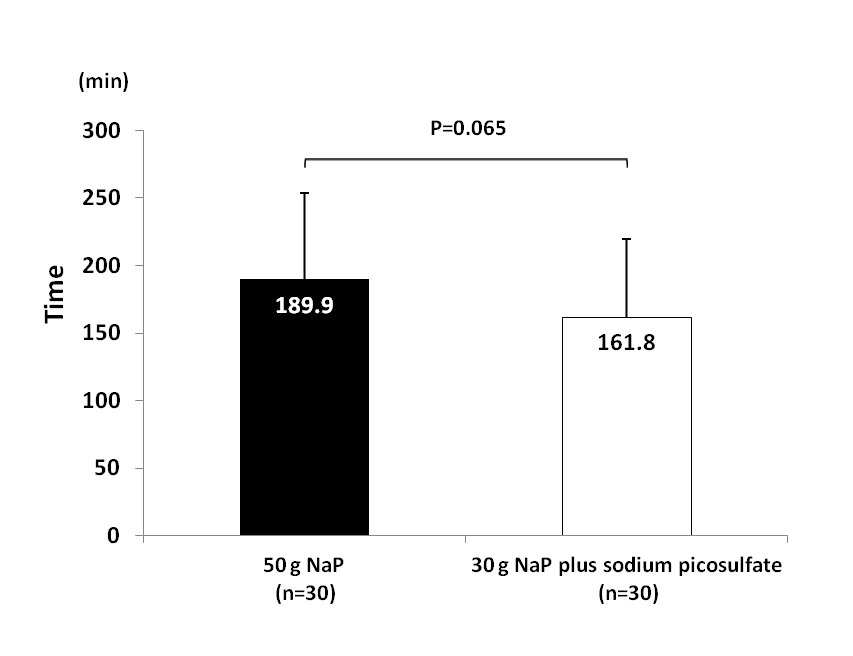 (min)
P=0.065
300
250
200
150
100
50
0
Time
189.9
161.8
50 g NaP
(n=30)
30 g NaP plus sodium picosulfate
(n=30)